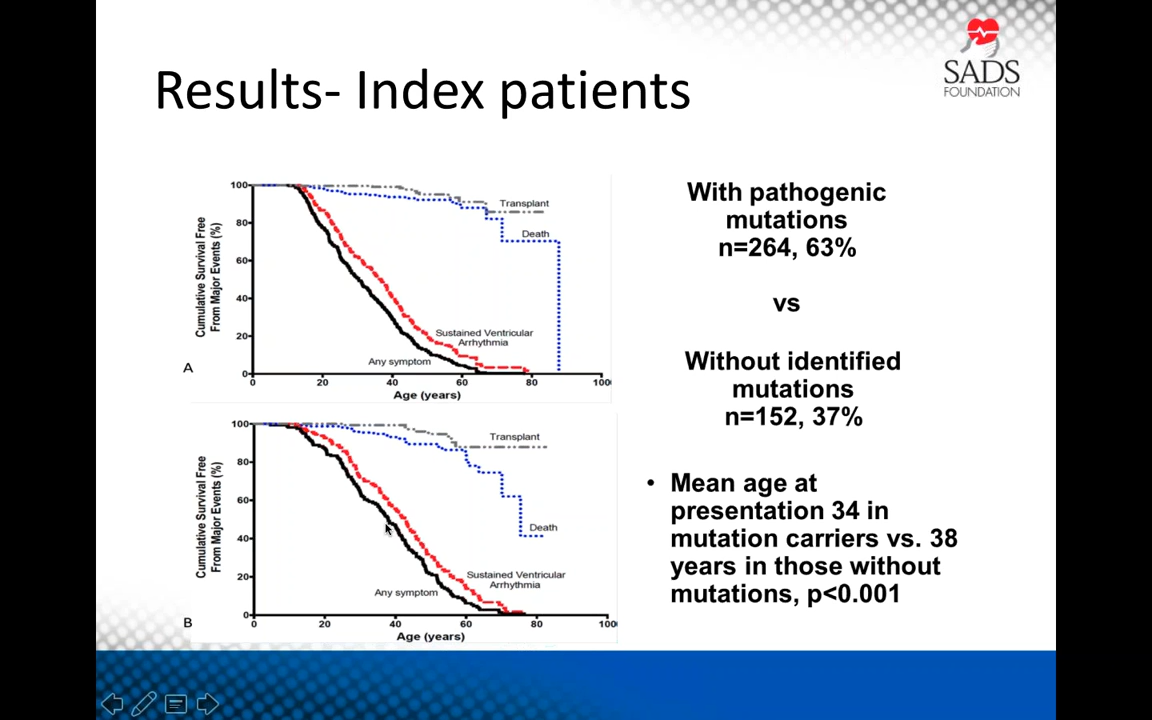 SADS
FOUNDATION
Results- Index patients
100
80
60
40
20
0
Cumulative Survival Free
From Major Events (%)
Transplant
Death
Sustained Ventricular
Arrhythmia
Any symptom
0 20 40 60 80 100
Age (years)
A
100
80
60
40
20
0
Cumulative Survival Free
From Major Events (%)
Transplant
Death
Sustained Ventricular
Arrhythmia
Any symptom
0 20 40 60 80 100
Age (years)
B
With pathogenic
mutations
n=264, 63%
vs
Without identified
mutations
n=152, 37%
• Mean age at
presentation 34 in
mutation carriers vs. 38
years in those without
mutations, p<0.001